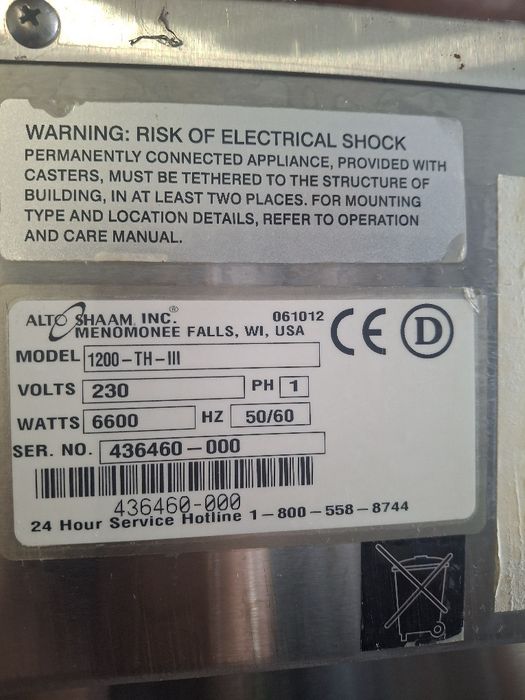 WARNING: RISK OF ELECTRICAL SHOCK
PERMANENTLY CONNECTED APPLIANCE, PROVIDED WITH
CASTERS, MUST BE TETHERED TO THE STRUCTURE OF
BUILDING, IN AT LEAST TWO PLACES. FOR MOUNTING
TYPE AND LOCATION DETAILS, REFER TO OPERATION
AND CARE MANUAL.
ALTO SHAAM, INC.® 061012
MENOMONEE FALLS, WI, USA
CE D
MODEL 1200-TH-III
VOLTS 230 PH 1
WATTS 6600 HZ 50/60
SER. NO. 436460-000
436460-000
24 Hour Service Hotline 1-800-558-8744